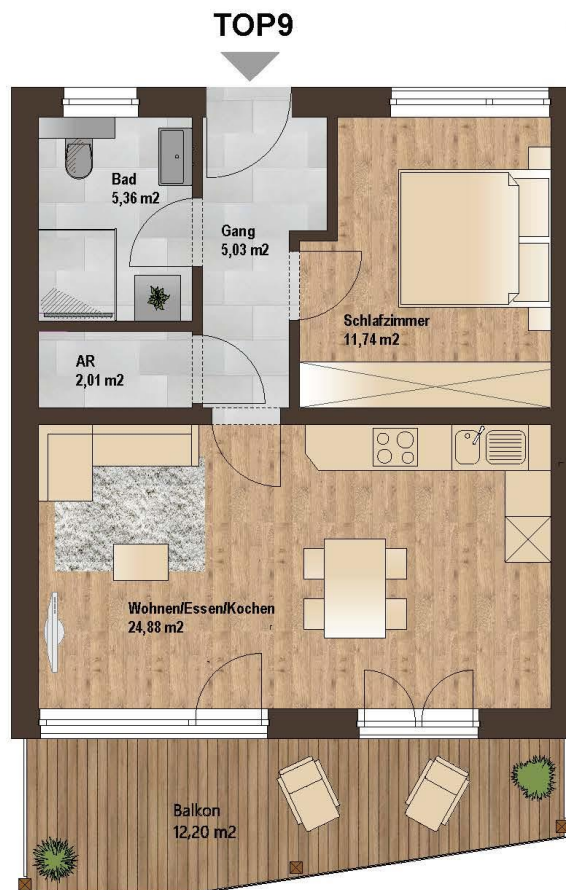 TOP9
Bad
5,36 m2
Gang
5,03 m2
Schlafzimmer
11,74 m2
AR
2,01 m2
Wohnen/Essen/Kochen
24,88 m2
Balkon
12,20 m2